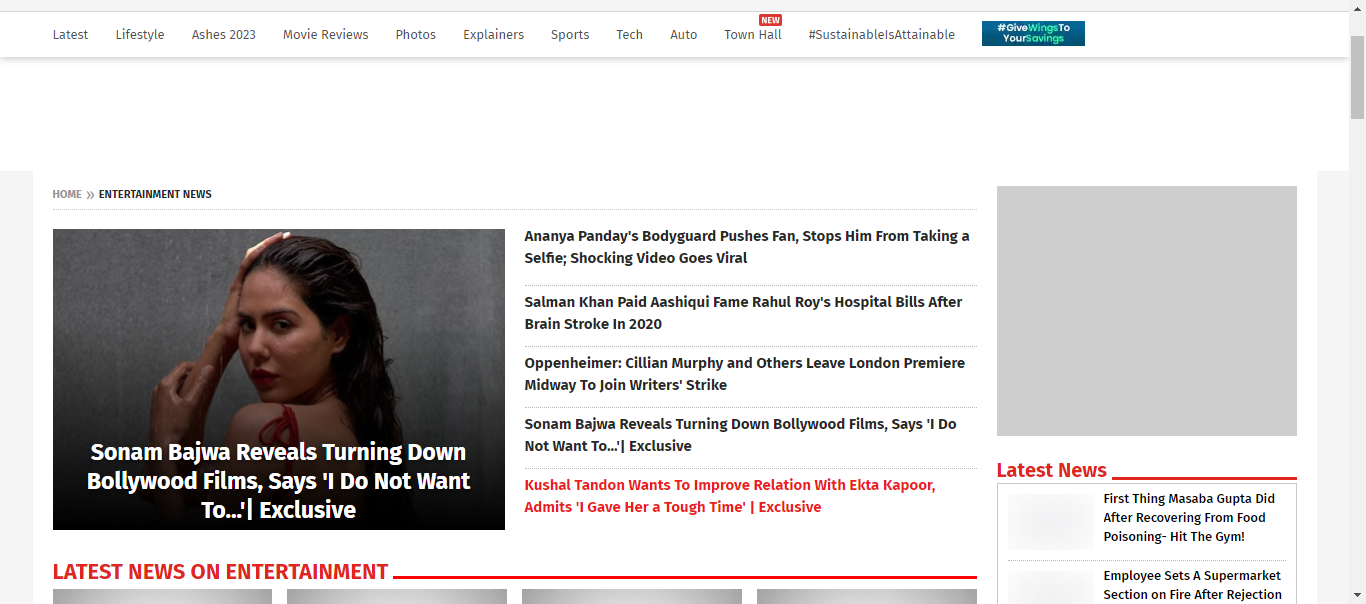 Latest Lifestyle Ashes 2023 Movie Reviews Photos Explainers Sports Tech Auto Town Hall NEW #SustainableIsAttainable #GiveWingsTo
YourSavings
HOME » ENTERTAINMENT NEWS
Sonam Bajwa Reveals Turning Down
Bollywood Films, Says 'I Do Not Want
To...'| Exclusive
Ananya Panday's Bodyguard Pushes Fan, Stops Him From Taking a
Selfie; Shocking Video Goes Viral
Salman Khan Paid Aashiqui Fame Rahul Roy's Hospital Bills After
Brain Stroke In 2020
Oppenheimer: Cillian Murphy and Others Leave London Premiere
Midway To Join Writers' Strike
Sonam Bajwa Reveals Turning Down Bollywood Films, Says 'I Do
Not Want To...'| Exclusive
Kushal Tandon Wants To Improve Relation With Ekta Kapoor,
Admits 'I Gave Her a Tough Time' | Exclusive
Latest News
First Thing Masaba Gupta Did
After Recovering From Food
Poisoning- Hit The Gym!
Employee Sets A Supermarket
Section on Fire After Rejection
LATEST NEWS ON ENTERTAINMENT